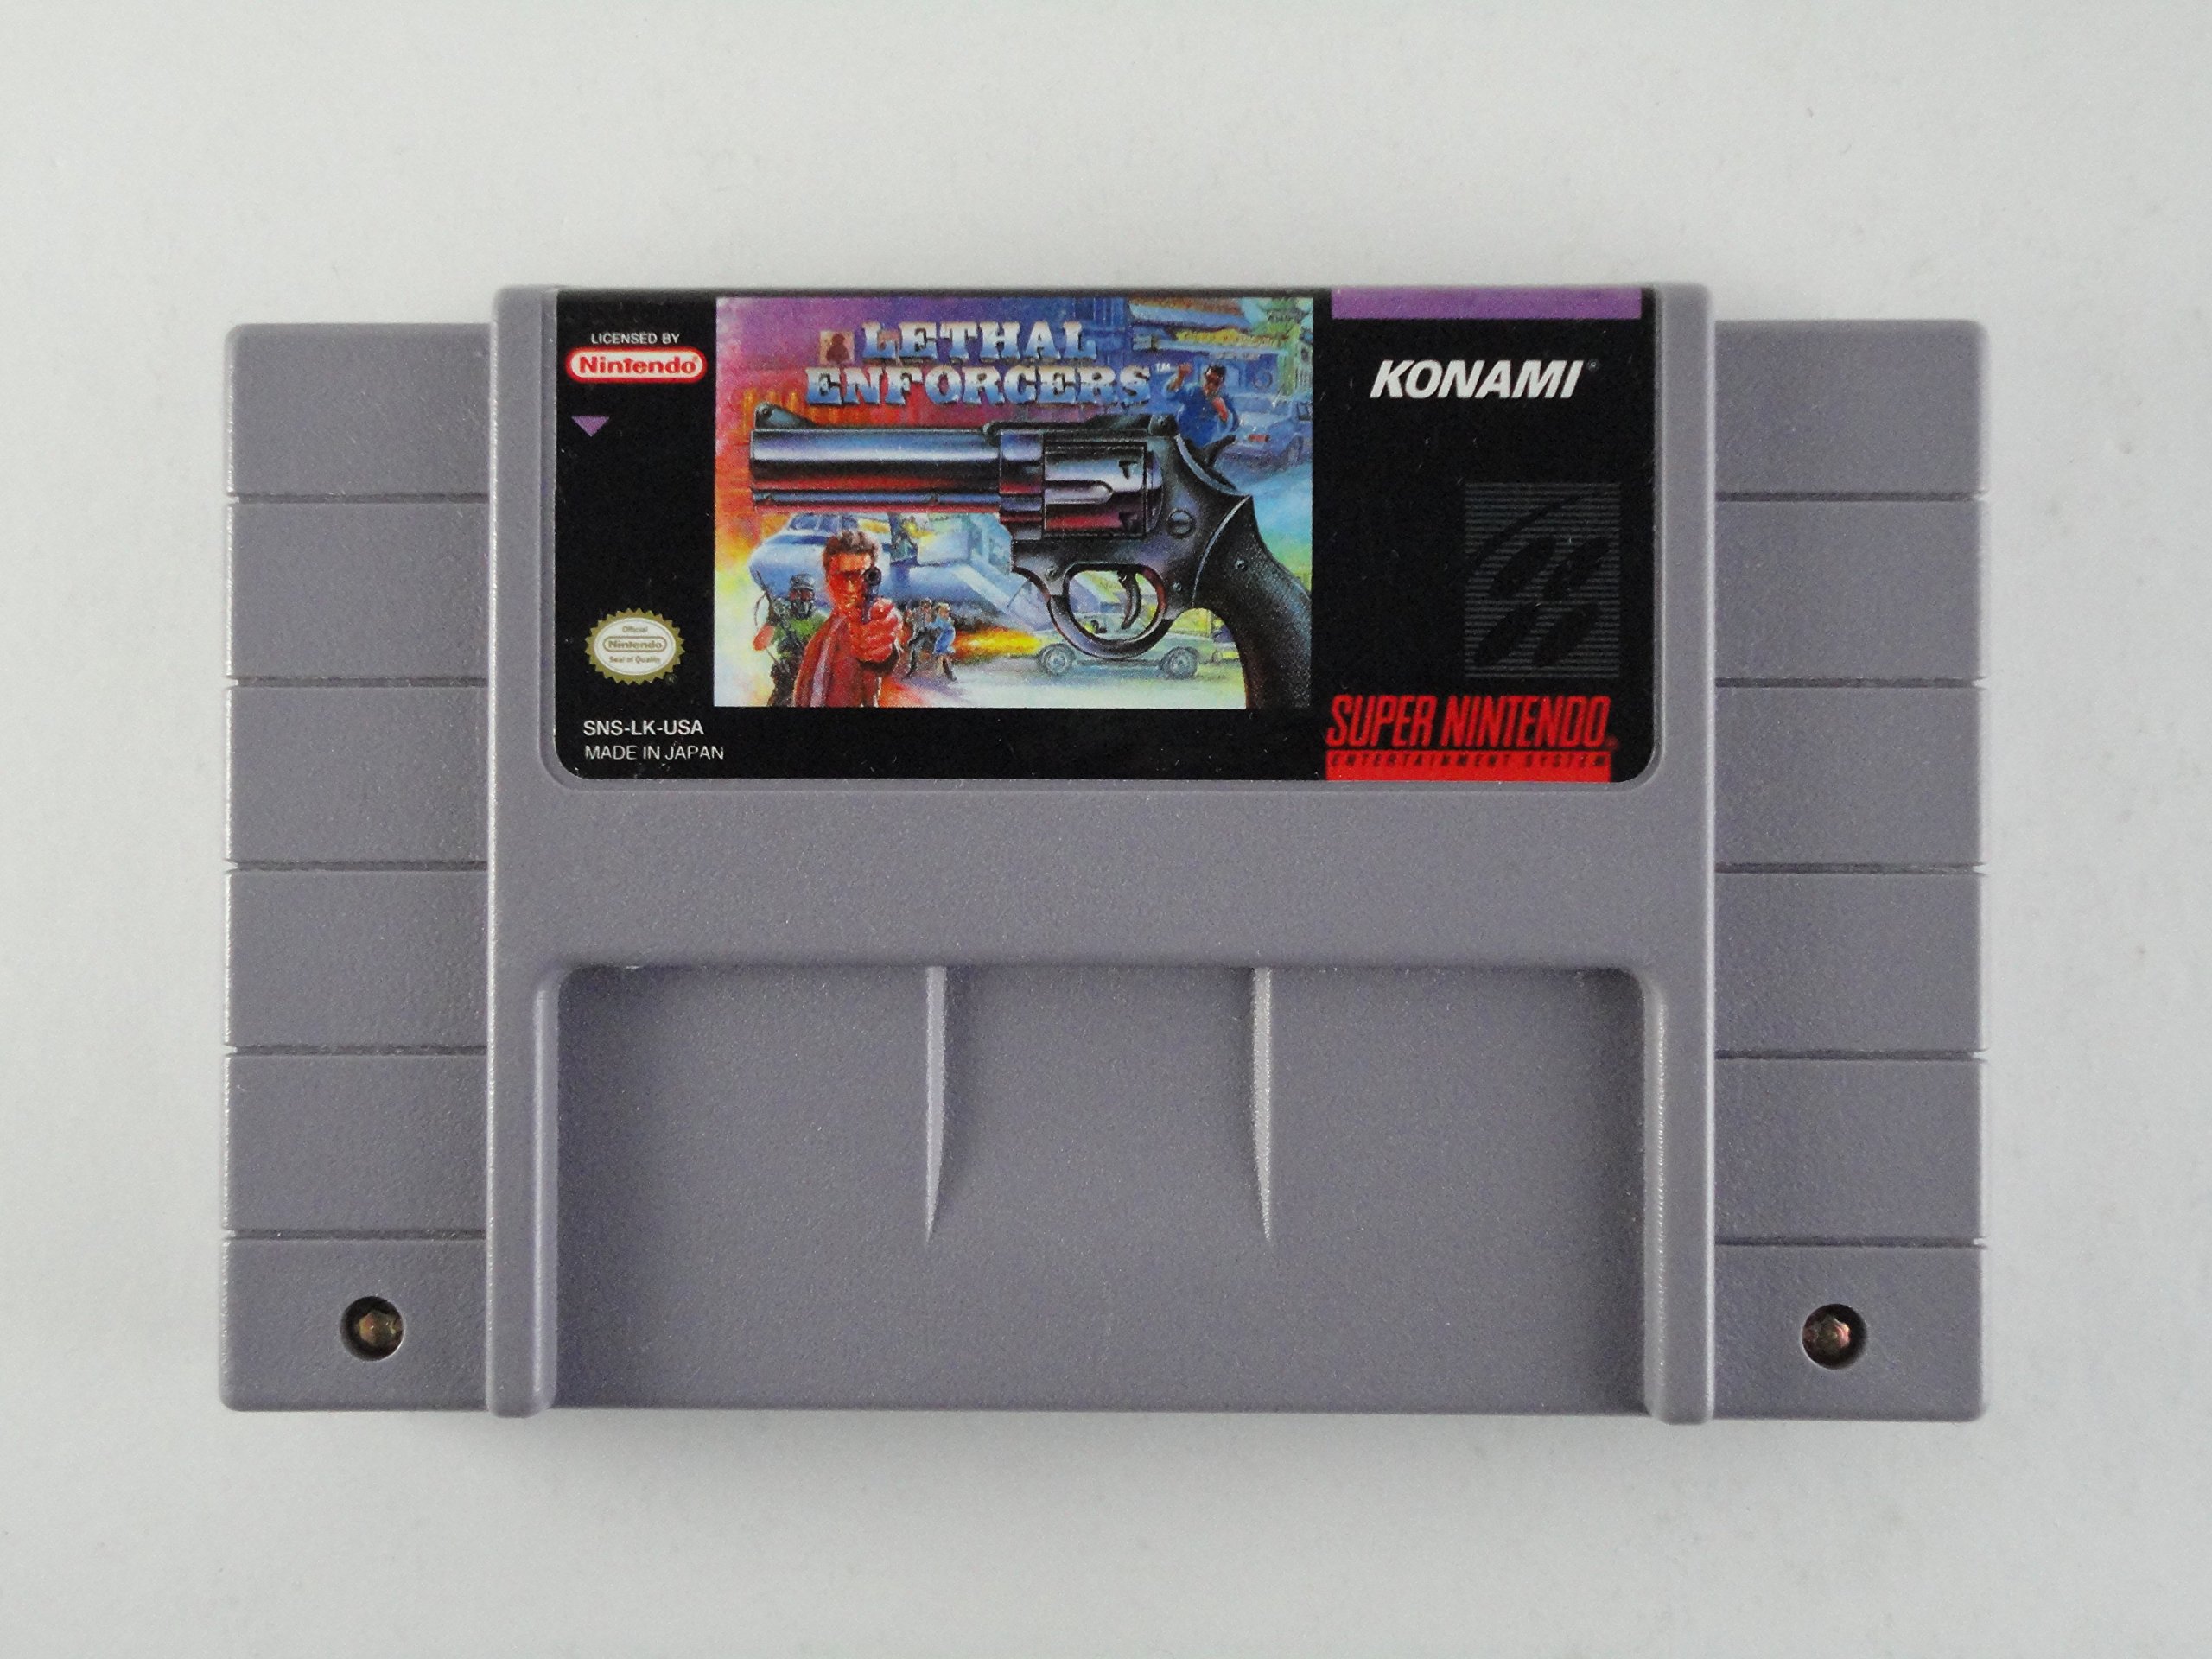 LICENSED BY
Nintendo®
LETHAL
ENFORCERS™
KONAMI®
Official
Nintendo
Seal of Quality
®
SNS-LK-USA
MADE IN JAPAN
SUPER NINTENDO®
ENTERTAINMENT SYSTEM